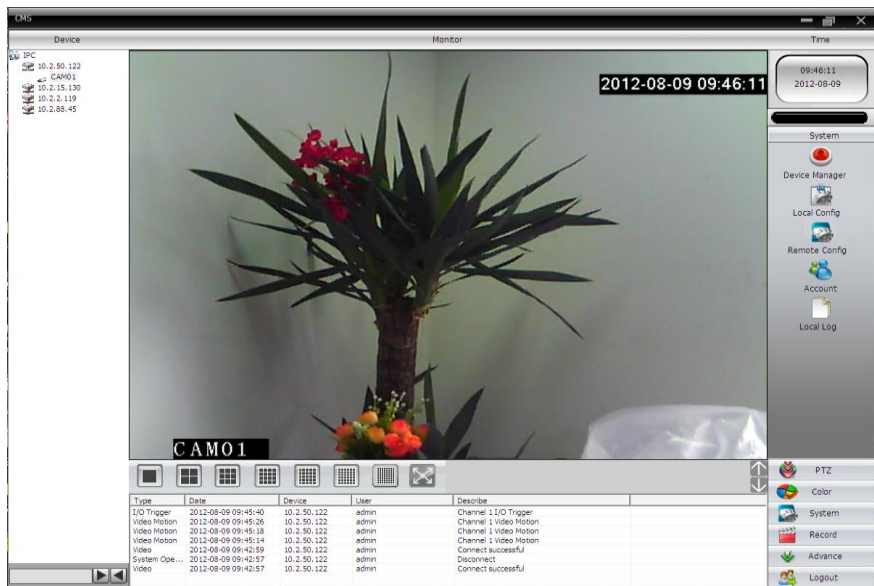 CMS
Device
Monitor
Time
IPC
10.2.50.122
CAM01
10.2.15.130
10.2.2.119
10.2.88.45
2012-08-09 09:46:11
CAM01
09:46:11
2012-08-09
System
Device Manager
Local Config
Remote Config
Account
Local Log
PTZ
Color
System
Record
Advance
Logout
Type Date Device User Describe
I/O Trigger 2012-08-09 09:45:40 10.2.50.122 admin Channel 1 I/O Trigger
Video Motion 2012-08-09 09:45:26 10.2.50.122 admin Channel 1 Video Motion
Video Motion 2012-08-09 09:45:18 10.2.50.122 admin Channel 1 Video Motion
Video Motion 2012-08-09 09:45:14 10.2.50.122 admin Channel 1 Video Motion
Video 2012-08-09 09:42:59 10.2.50.122 admin Connect successful
System Ope... 2012-08-09 09:42:57 10.2.50.122 admin Disconnect
Video 2012-08-09 09:42:57 10.2.50.122 admin Connect successful